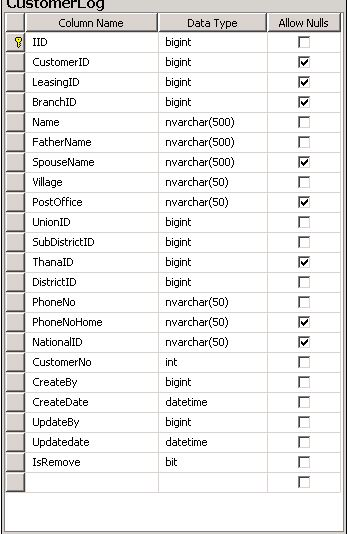 CustomerLog
Column Name Data Type Allow Nulls
IID bigint
CustomerID bigint
LeasingID bigint
BranchID bigint
Name nvarchar(500)
FatherName nvarchar(500)
SpouseName nvarchar(500)
Village nvarchar(50)
PostOffice nvarchar(50)
UnionID bigint
SubDistrictID bigint
ThanaID bigint
DistrictID bigint
PhoneNo nvarchar(50)
PhoneNoHome nvarchar(50)
NationalID nvarchar(50)
CustomerNo int
CreateBy bigint
CreateDate datetime
UpdateBy bigint
Updatedate datetime
IsRemove bit